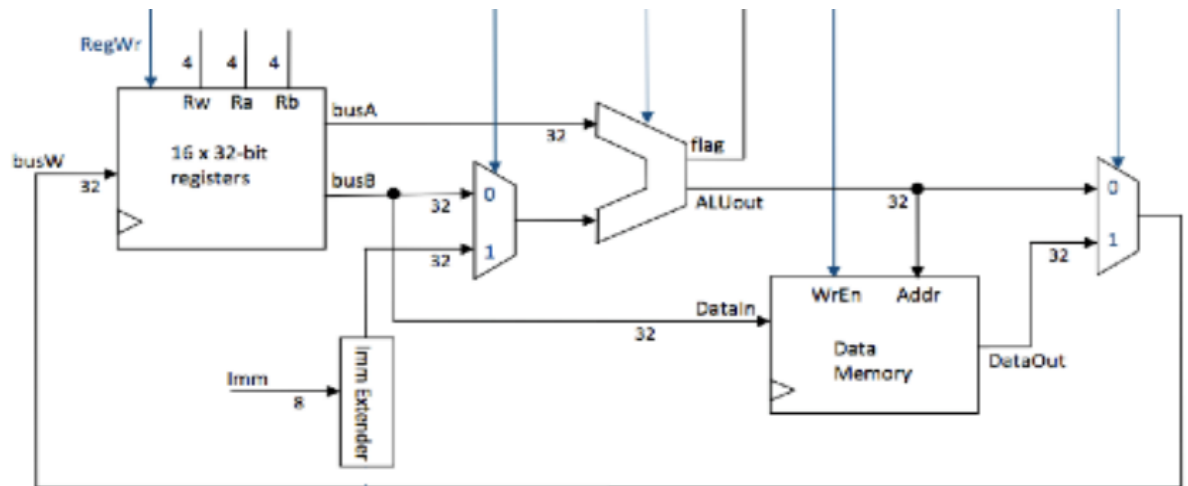 RegWr
4
4
4
Rw Ra Rb
busA
32
flag
busW
32
16 x 32-bit
registers
busB
32
0
1
32
ALUout
32
0
1
32
WrEn Addr
DataIn
32
Data
Memory
DataOut
Imm
8
Imm Extender